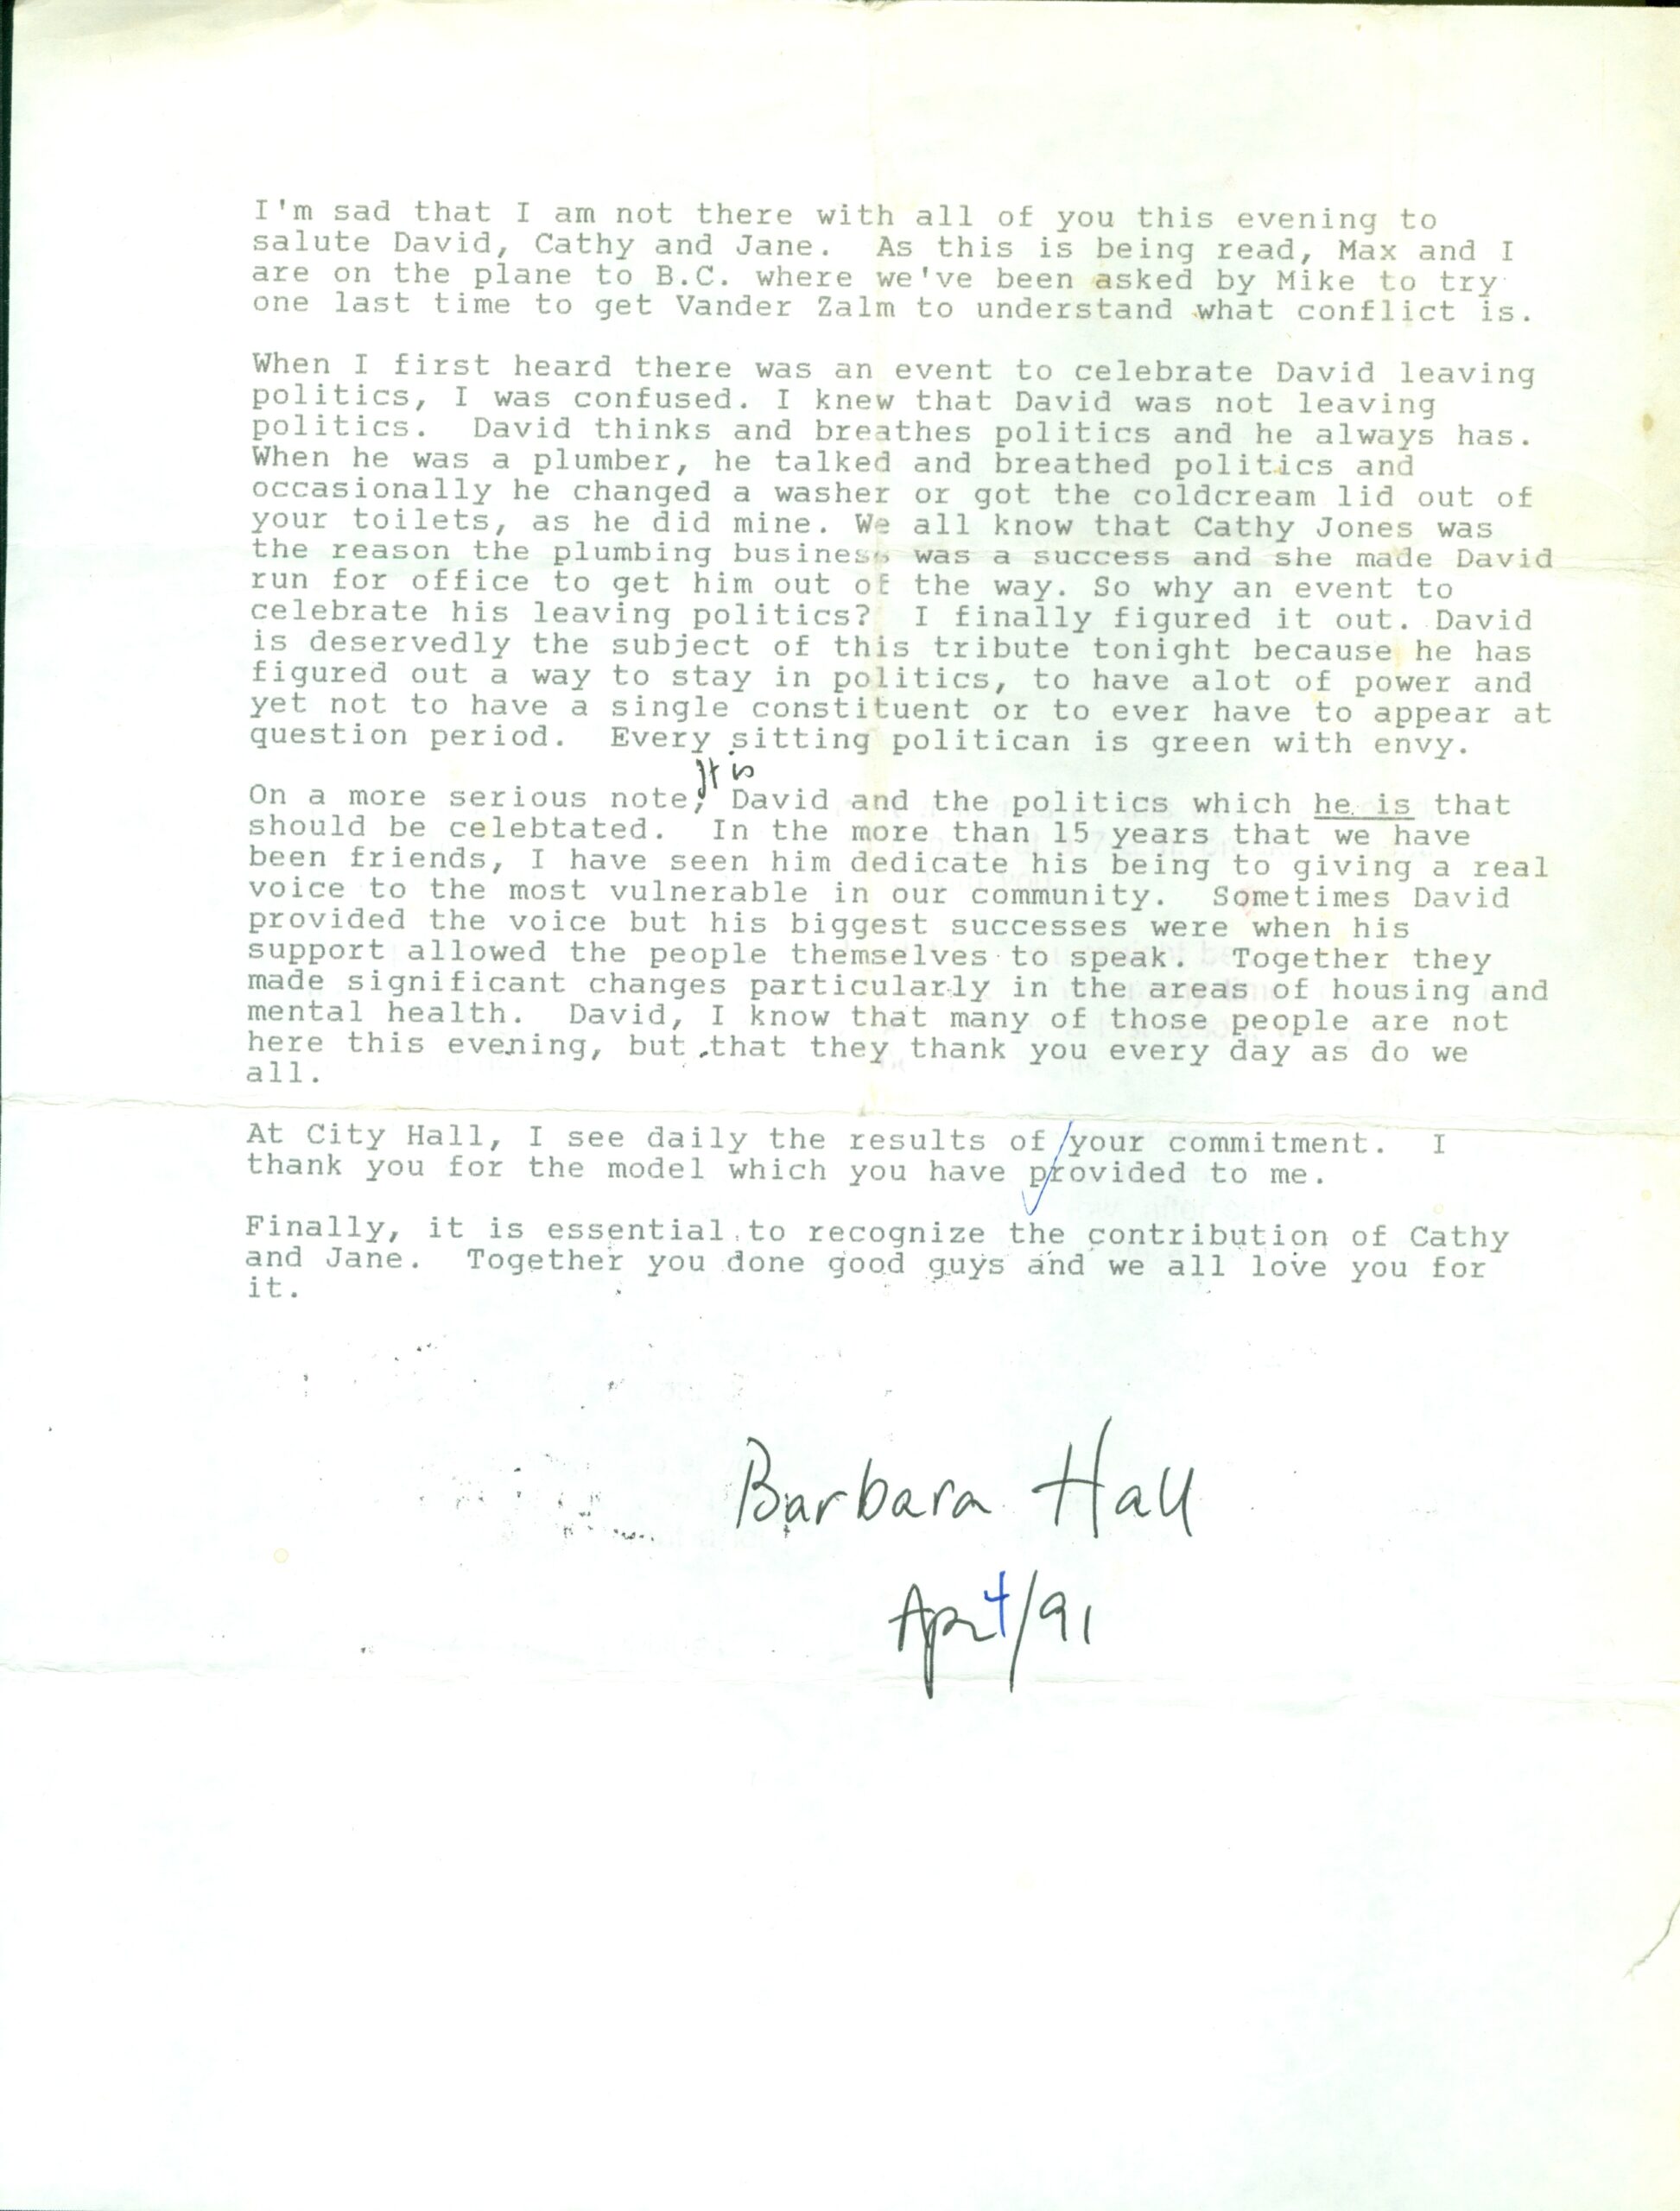 I'm sad that I am not there with all of you this evening to
salute David, Cathy and Jane.  As this is being read, Max and I
are on the plane to B.C. where we've been asked by Mike to try
one last time to get Vander Zalm to understand what conflict is.

When I first heard there was an event to celebrate David leaving
politics, I was confused. I knew that David was not leaving
politics.  David thinks and breathes politics and he always has.
When he was a plumber, he talked and breathed politics and
occasionally he changed a washer or got the coldcream lid out of
your toilets, as he did mine. We all know that Cathy Jones was
the reason the plumbing business was a success and she made David
run for office to get him out of the way. So why an event to
celebrate his leaving politics?  I finally figured it out. David
is deservedly the subject of this tribute tonight because he has
figured out a way to stay in politics, to have alot of power and
yet not to have a single constituent or to ever have to appear at
question period.  Every sitting politican is green with envy.

It is
On a more serious note, David and the politics which he is that
should be celebtated.  In the more than 15 years that we have
been friends, I have seen him dedicate his being to giving a real
voice to the most vulnerable in our community.  Sometimes David
provided the voice but his biggest successes were when his
support allowed the people themselves to speak.  Together they
made significant changes particularly in the areas of housing and
mental health.  David, I know that many of those people are not
here this evening, but that they thank you every day as do we
all.

At City Hall, I see daily the results of your commitment.  I
thank you for the model which you have provided to me.

Finally, it is essential to recognize the contribution of Cathy
and Jane.  Together you done good guys and we all love you for
it.

Barbara Hall
Apr 4/91